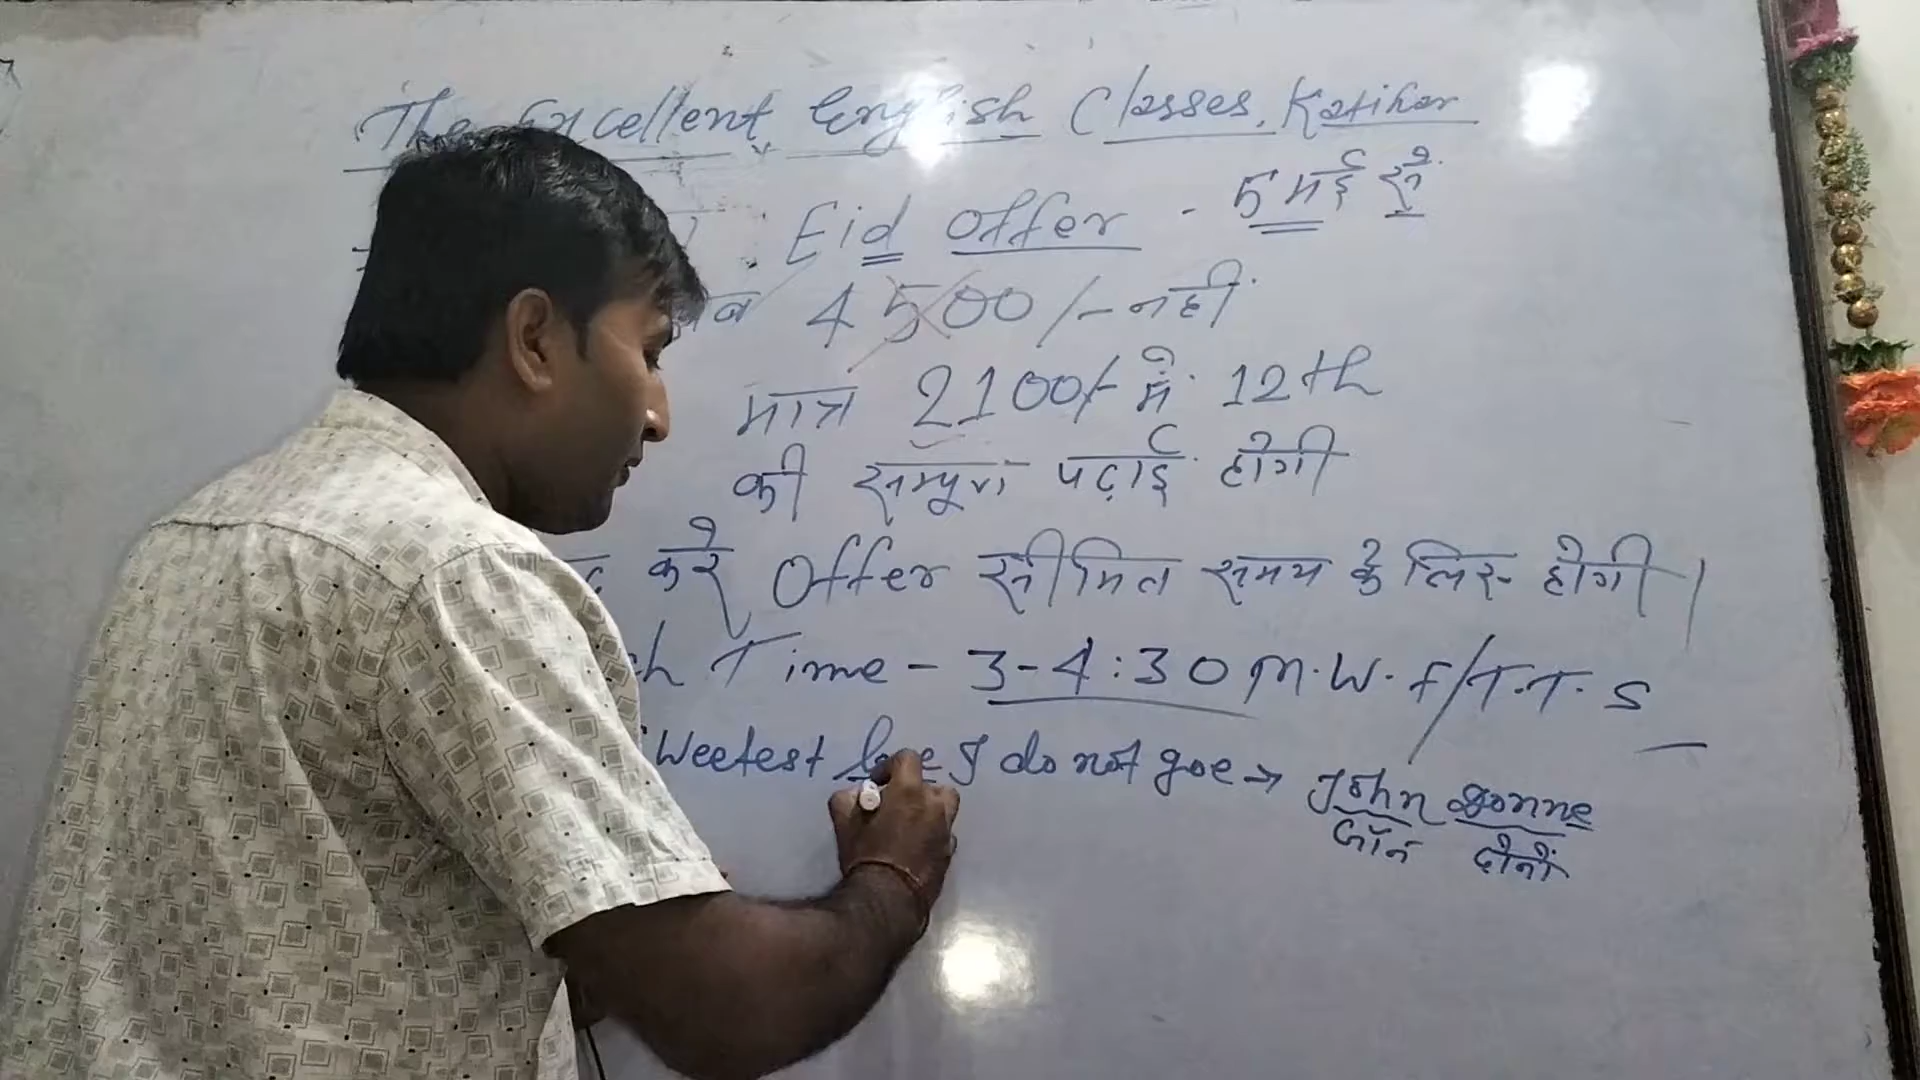 The Excellent English Classes, Katihar
Eid offer - 5 मई से
4500/- नहीं
मात्र 2100/- में 12th
की सम्पूर्ण पढ़ाई होगी
करे Offer सीमित समय के लिए होगी।
Time - 3-4:30 M.W.F/T.T.S
Weetest love I do not goe → John Donne
जॉन दोनों